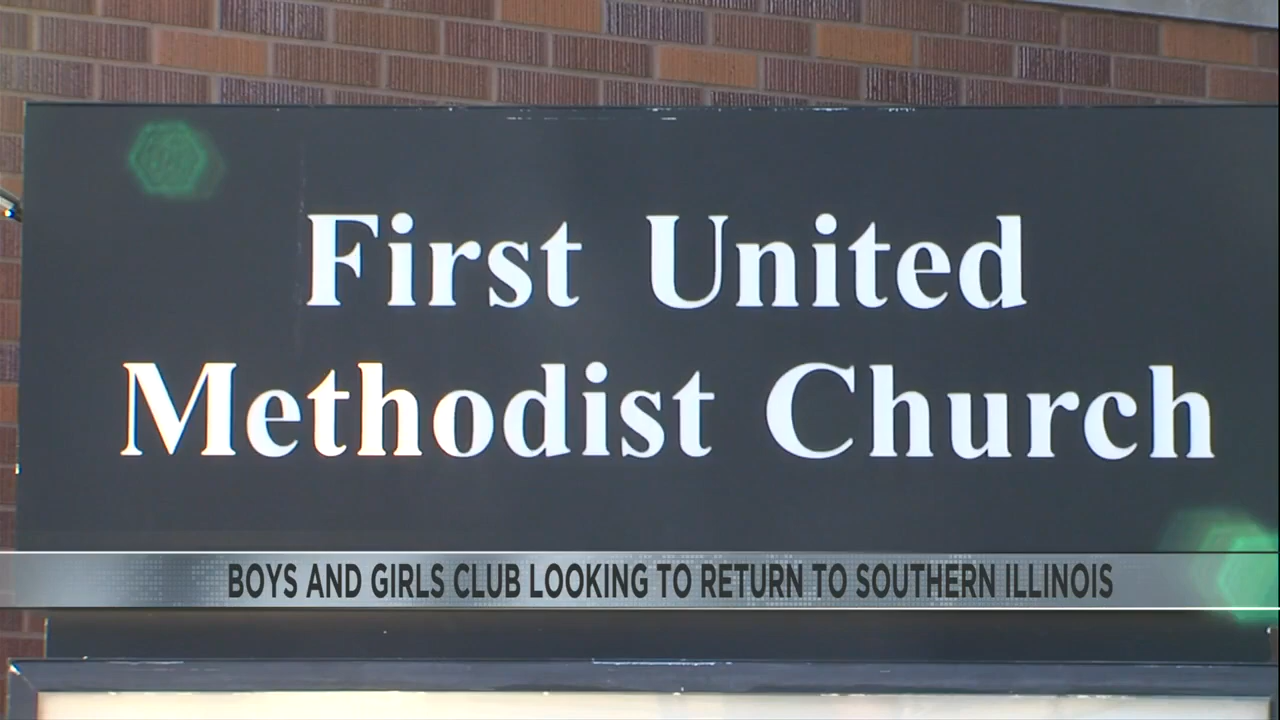 First United
Methodist Church
BOYS AND GIRLS CLUB LOOKING TO RETURN TO SOUTHERN ILLINOIS